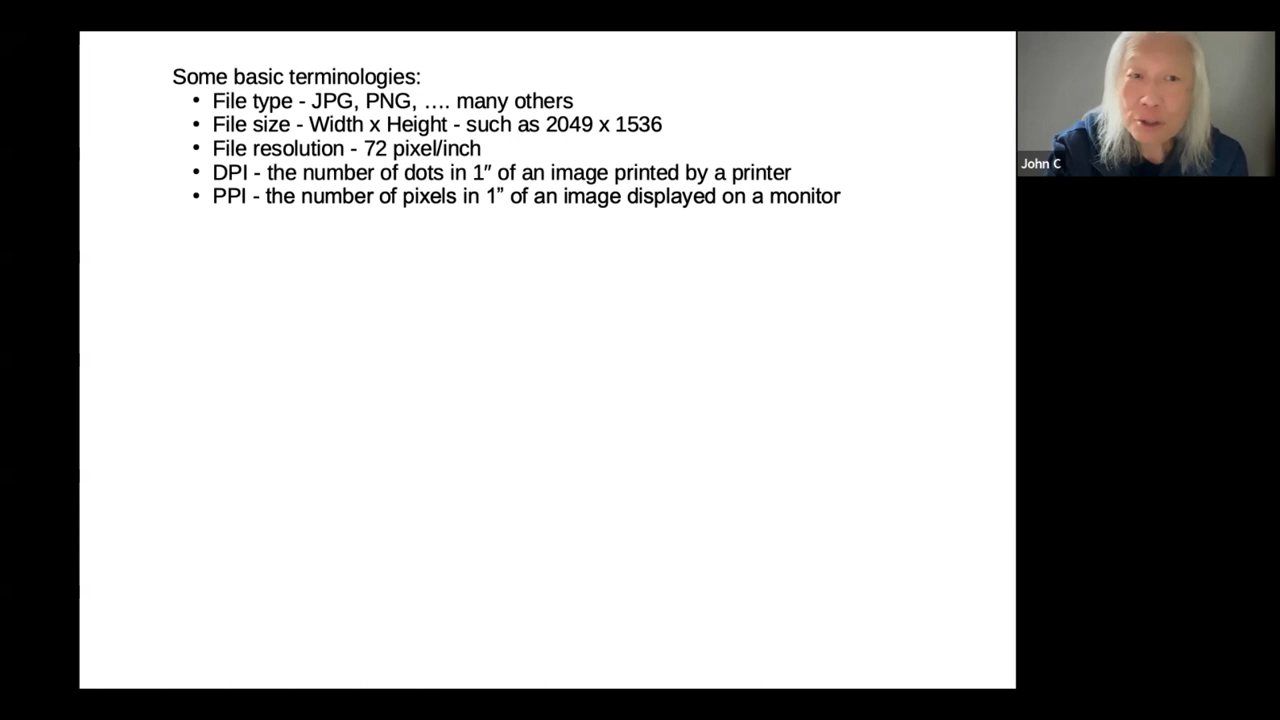 Some basic terminologies:
• File type - JPG, PNG, .... many others
• File size - Width x Height - such as 2049 x 1536
• File resolution - 72 pixel/inch
• DPI - the number of dots in 1″ of an image printed by a printer
• PPI - the number of pixels in 1” of an image displayed on a monitor
John C